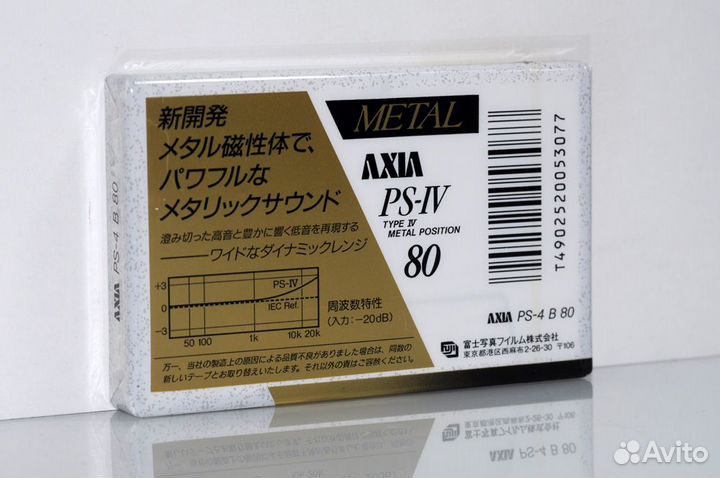 新開発
メタル磁性体で、
パワフルな
メタリックサウンド
澄み切った高音と豊かに響く低音を再現する
——ワイドなダイナミックレンジ
+3
0
−3
PS-IV
IEC Ref.
50 100 1k 10k 20k
周波数特性
(入力:−20dB)
万一、当社の製造上の原因による品質不良がありました場合は、同数の
新しいテープとお取り替えいたします。それ以外の責はご容赦ください。
METAL
AXIA
PS-IV
TYPE IV
METAL POSITION
80
T4902520053077
AXIA PS-4 B 80
FUJI
富士写真フイルム株式会社
東京都港区西麻布2-26-30 〒106
AXIA PS-4 B 80
Avito